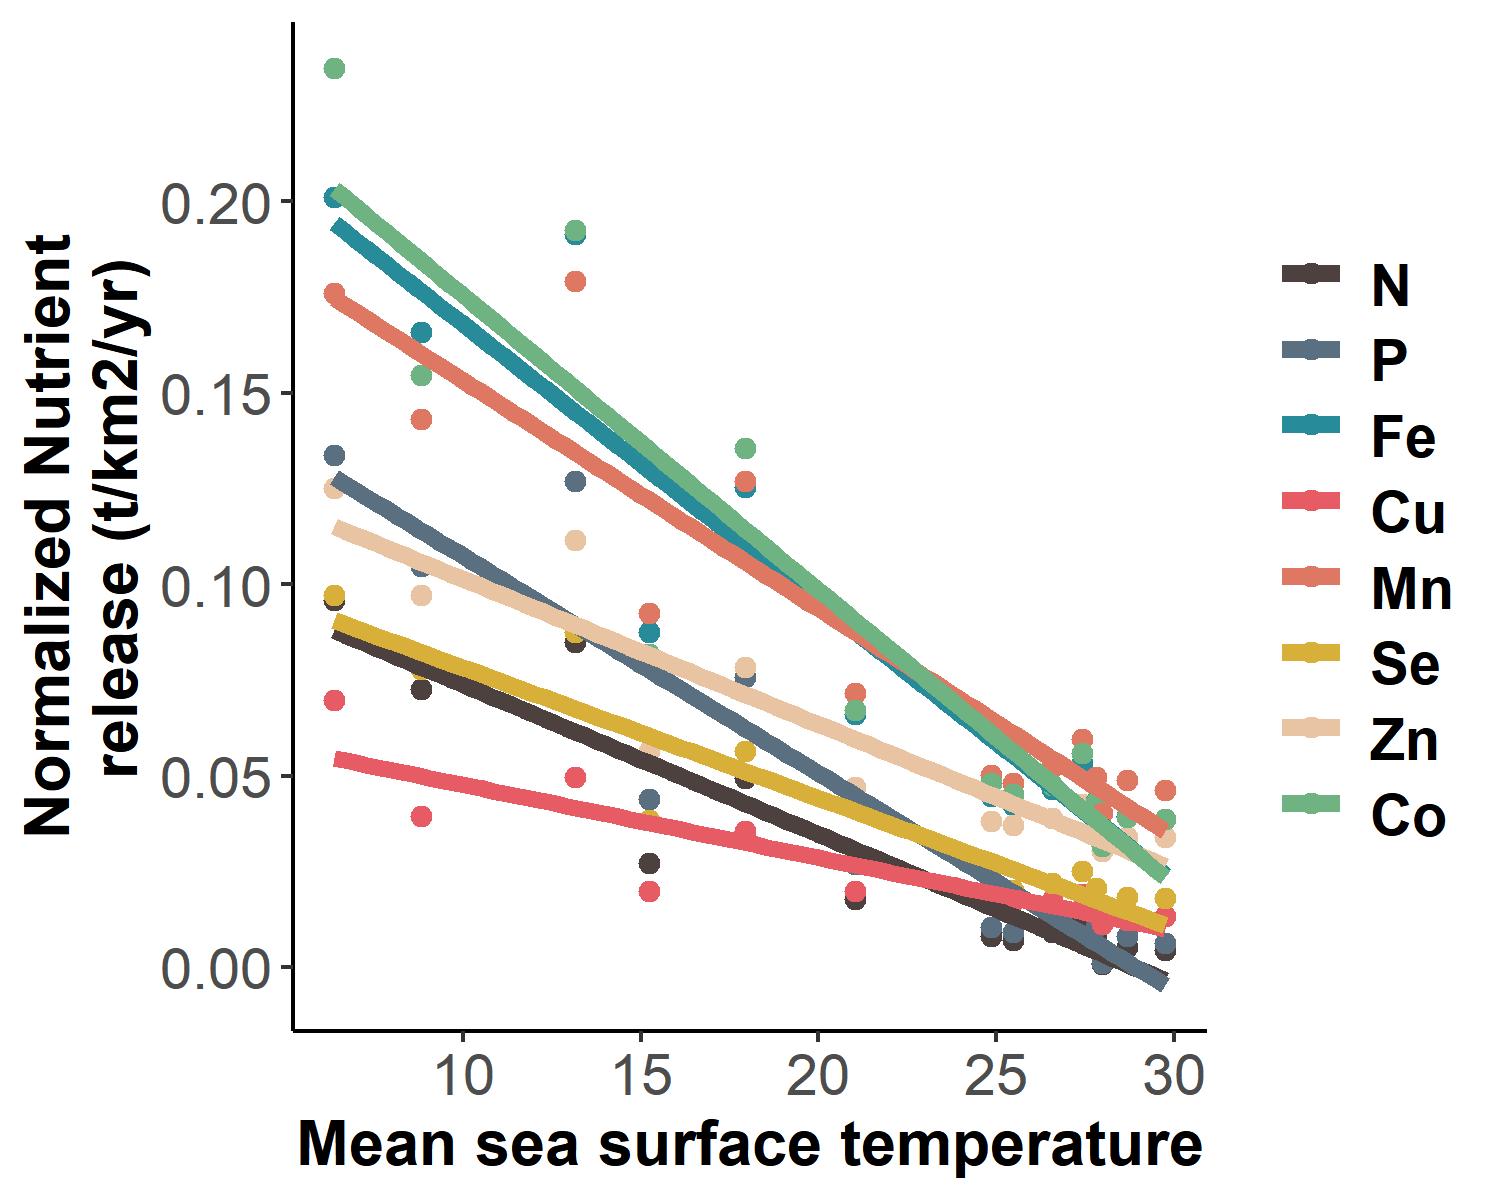 Normalized Nutrient
release (t/km2/yr)
0.20
0.15
0.10
0.05
0.00
10 15 20 25 30
Mean sea surface temperature
N
P
Fe
Cu
Mn
Se
Zn
Co